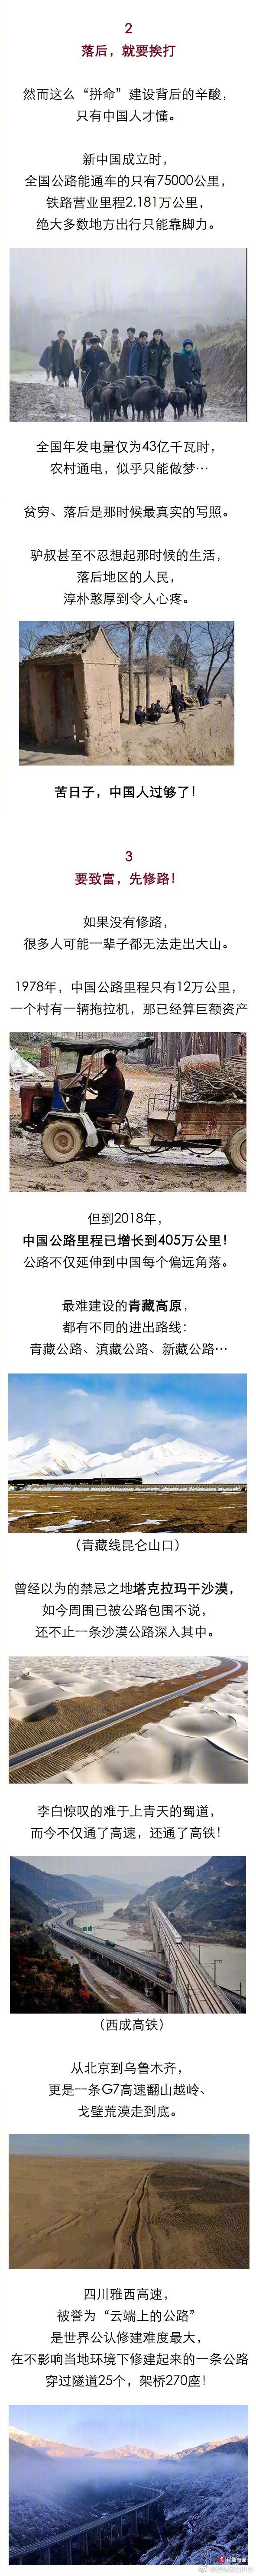 2
落后，就要挨打
然而这么“拼命”建设背后的辛酸，
只有中国人才懂。
新中国成立时，
全国公路能通车的只有75000公里，
铁路营业里程2.181万公里，
绝大多数地方出行只能靠脚力。
全国年发电量仅为43亿千瓦时，
农村通电，似乎只能做梦…
贫穷、落后是那时候最真实的写照。
驴叔甚至不忍想起那时候的生活，
落后地区的人民，
淳朴憨厚到令人心疼。
苦日子，中国人过够了！
3
要致富，先修路！
如果没有修路，
很多人可能一辈子都无法走出大山。
1978年，中国公路里程只有12万公里，
一个村有一辆拖拉机，那已经算巨额资产
但到2018年，
中国公路里程已增长到405万公里！
公路不仅延伸到中国每个偏远角落。
最难建设的青藏高原，
都有不同的进出路线：
青藏公路、滇藏公路、新藏公路…
（青藏线昆仑山口）
曾经以为的禁忌之地塔克拉玛干沙漠，
如今周围已被公路包围不说，
还不止一条沙漠公路深入其中。
李白惊叹的难于上青天的蜀道，
而今不仅通了高速，还通了高铁！
（西成高铁）
从北京到乌鲁木齐，
更是一条G7高速翻山越岭、
戈壁荒漠走到底。
四川雅西高速，
被誉为“云端上的公路”
是世界公认修建难度最大，
在不影响当地环境下修建起来的一条公路
穿过隧道25个，架桥270座！